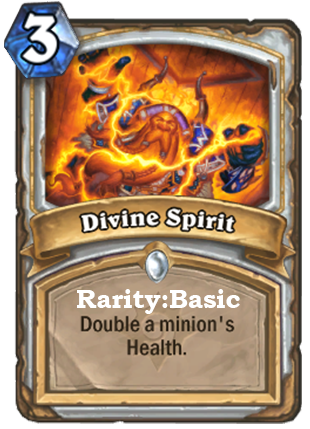 3
Divine Spirit
Rarity:Basic
Double a minion's
Health.